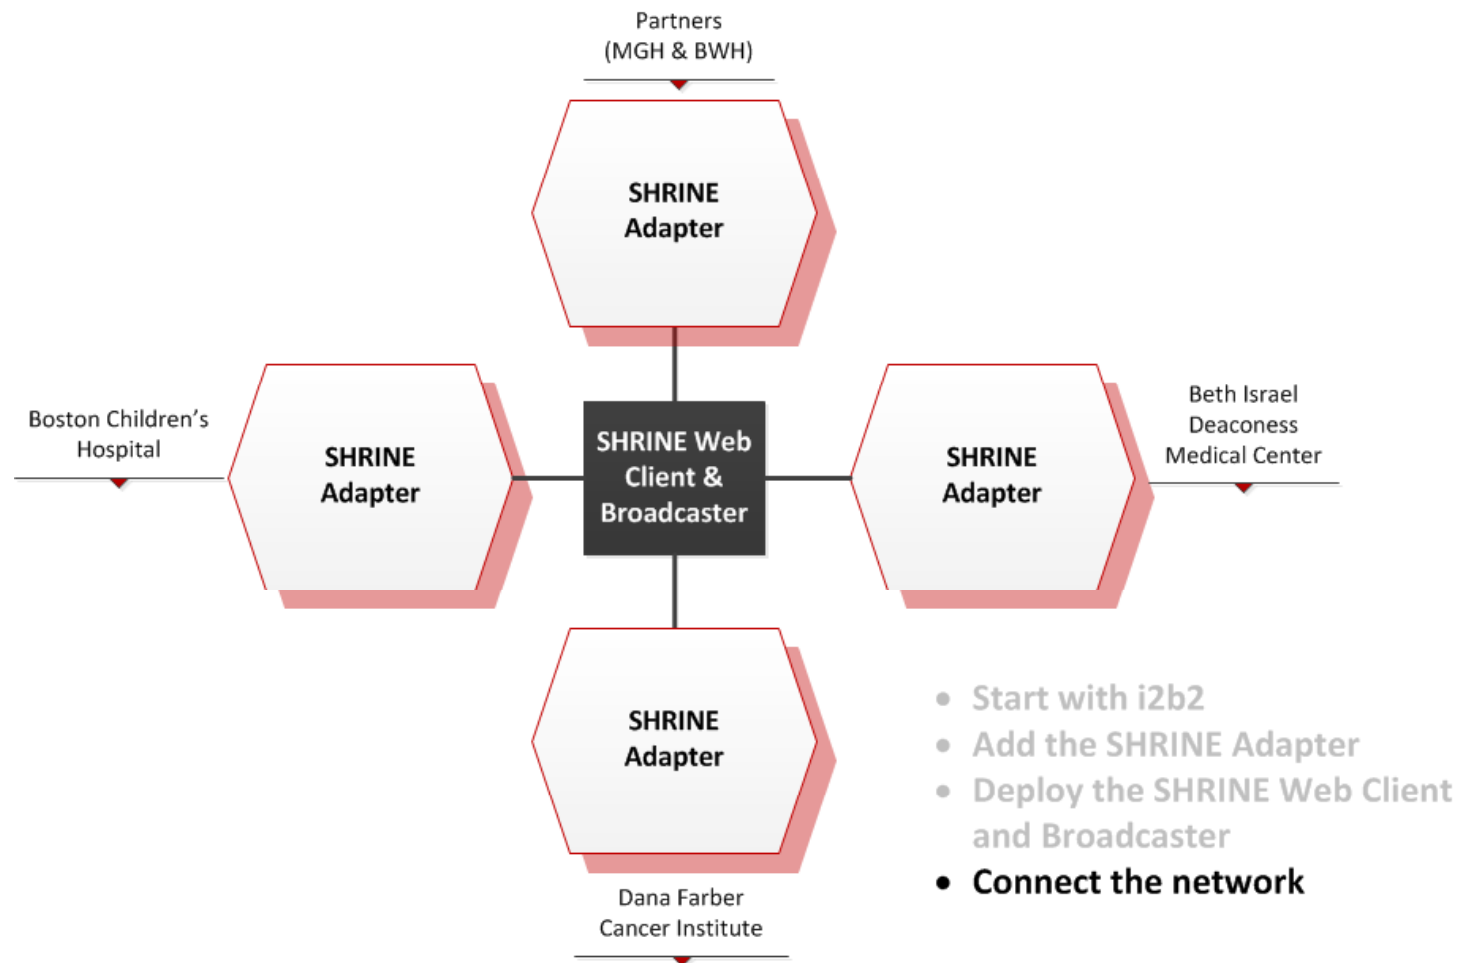 Partners
(MGH & BWH)
SHRINE
Adapter
Boston Children’s
Hospital
SHRINE
Adapter
SHRINE Web
Client &
Broadcaster
SHRINE
Adapter
Beth Israel
Deaconess
Medical Center
SHRINE
Adapter
Dana Farber
Cancer Institute
• Start with i2b2
• Add the SHRINE Adapter
• Deploy the SHRINE Web Client
and Broadcaster
• Connect the network